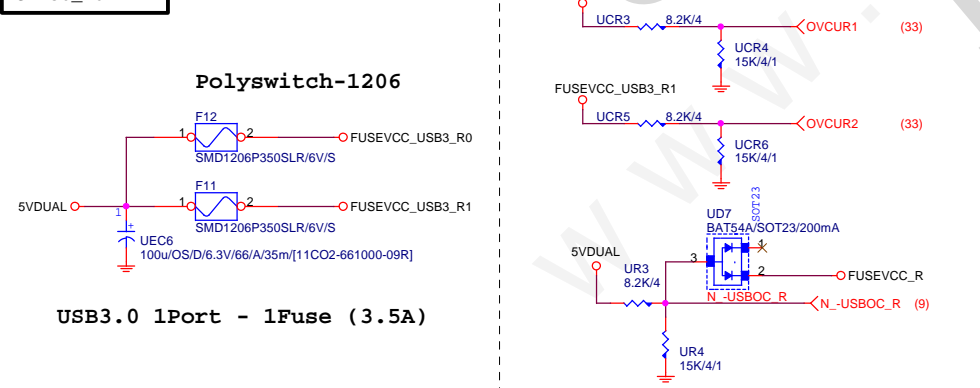 Polyswitch-1206
F12
1
2
FUSEVCC_USB3_R0
SMD1206P350SLR/6V/S
F11
5VDUAL
1
2
FUSEVCC_USB3_R1
SMD1206P350SLR/6V/S
1
+
UEC6
100u/OS/D/6.3V/66/A/35m/[11CO2-661000-09R]
USB3.0 1Port - 1Fuse (3.5A)
UCR3
8.2K/4
OVCUR1
(33)
UCR4
15K/4/1
FUSEVCC_USB3_R1
UCR5
8.2K/4
OVCUR2
(33)
UCR6
15K/4/1
SOT23
UD7
BAT54A/SOT23/200mA
5VDUAL
1
3
UR3
8.2K/4
2
FUSEVCC_R
N_-USBOC_R
N_-USBOC_R
(9)
UR4
15K/4/1
w w w .